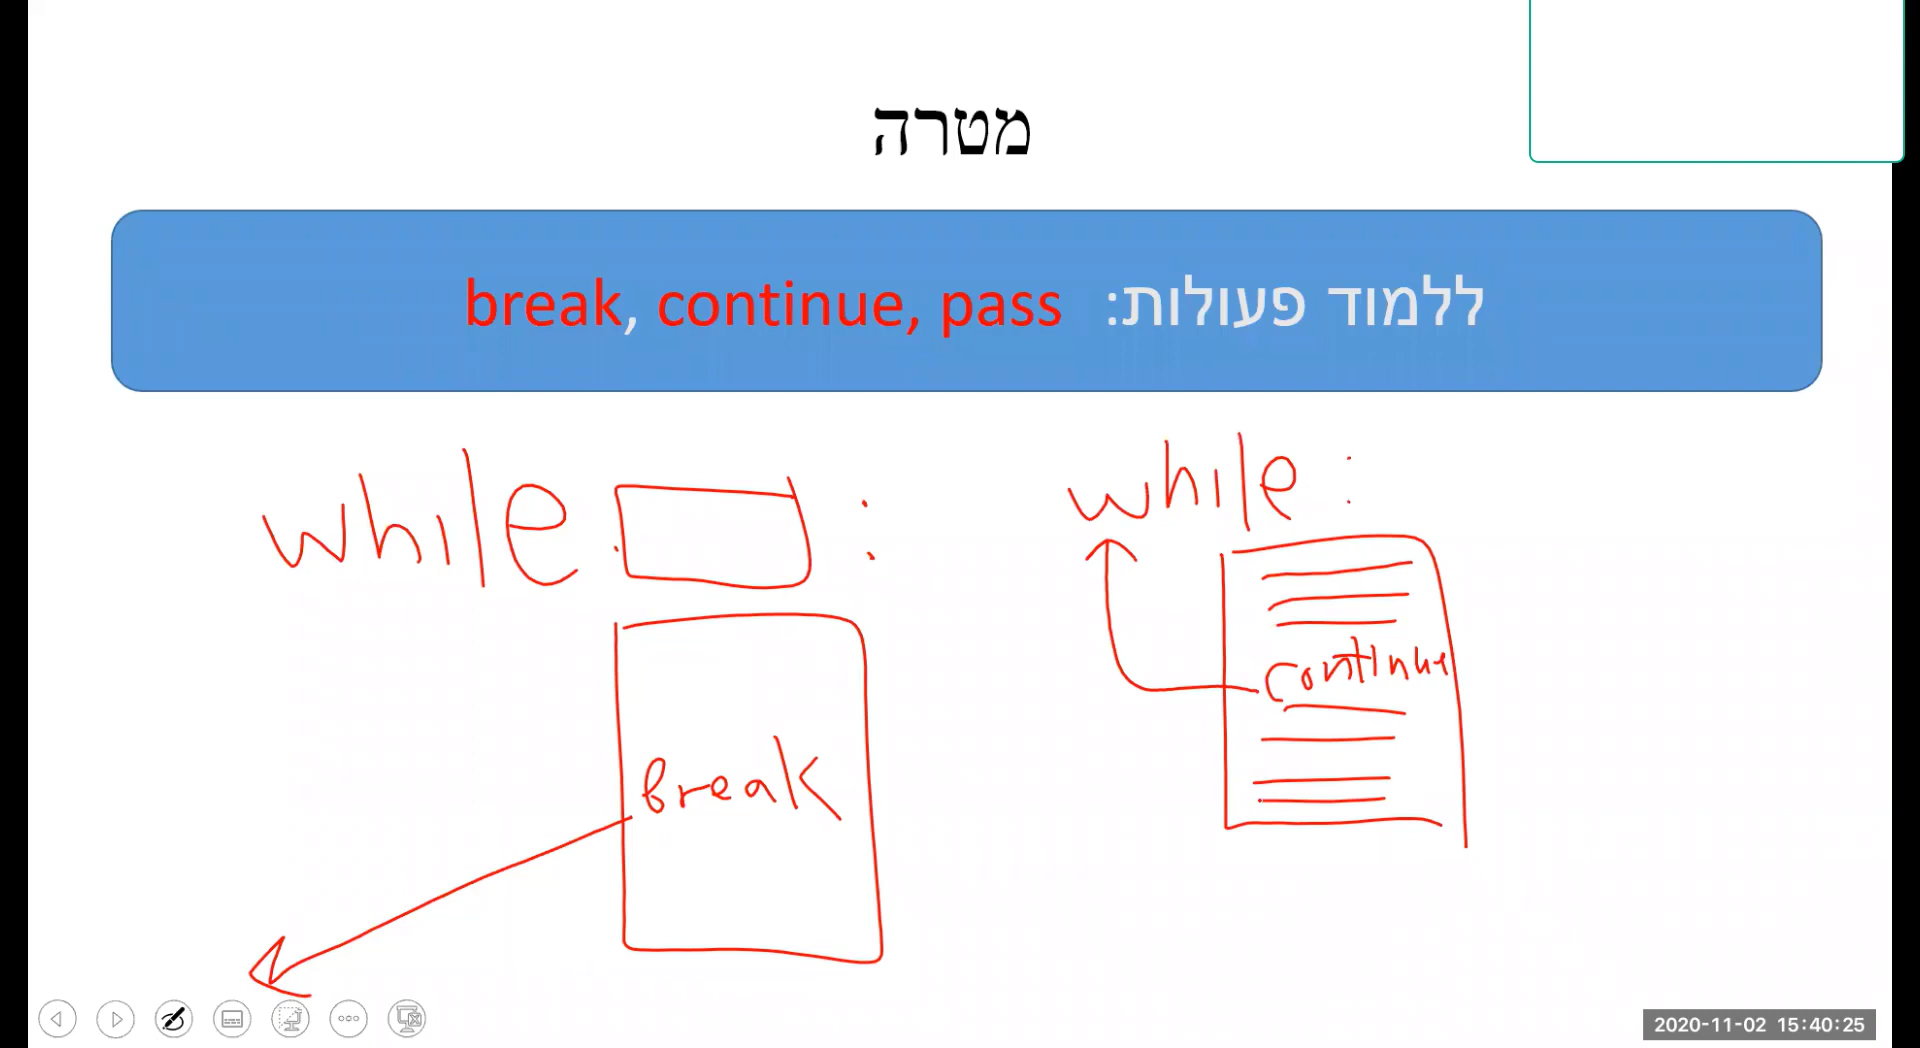 מטרה
ללמוד פעולות: break, continue, pass
while :
break
while :
continue
2020-11-02 15:40:25